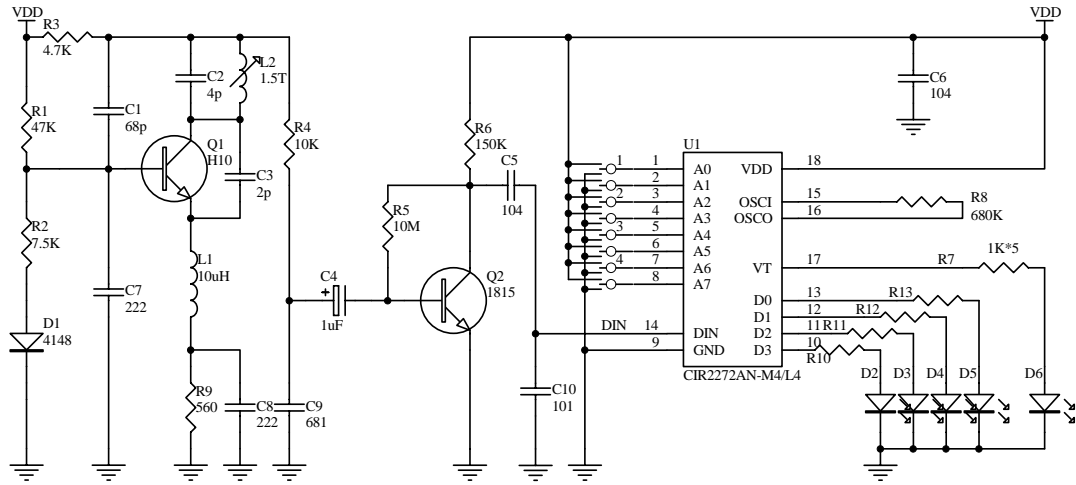 VDD
R3
4.7K
R1
47K
C1
68p
C2
4p
L2
1.5T
Q1
H10
C3
2p
R4
10K
R2
7.5K
C7
222
D1
4148
L1
10uH
R9
560
C8
222
C9
681
C4
+
1uF
R5
10M
R6
150K
C5
104
Q2
1815
C10
101
DIN
VDD
C6
104
U1
1
2
3
4
1
2
3
4
5
6
7
8
14
9
A0
A1
A2
A3
A4
A5
A6
A7
DIN
GND
VDD
OSCI
OSCO
VT
D0
D1
D2
D3
18
15
16
17
13
12
11
10
CIR2272AN-M4/L4
R8
680K
1K*5
R7
R13
R12
R11
R10
D2
D3
D4
D5
D6